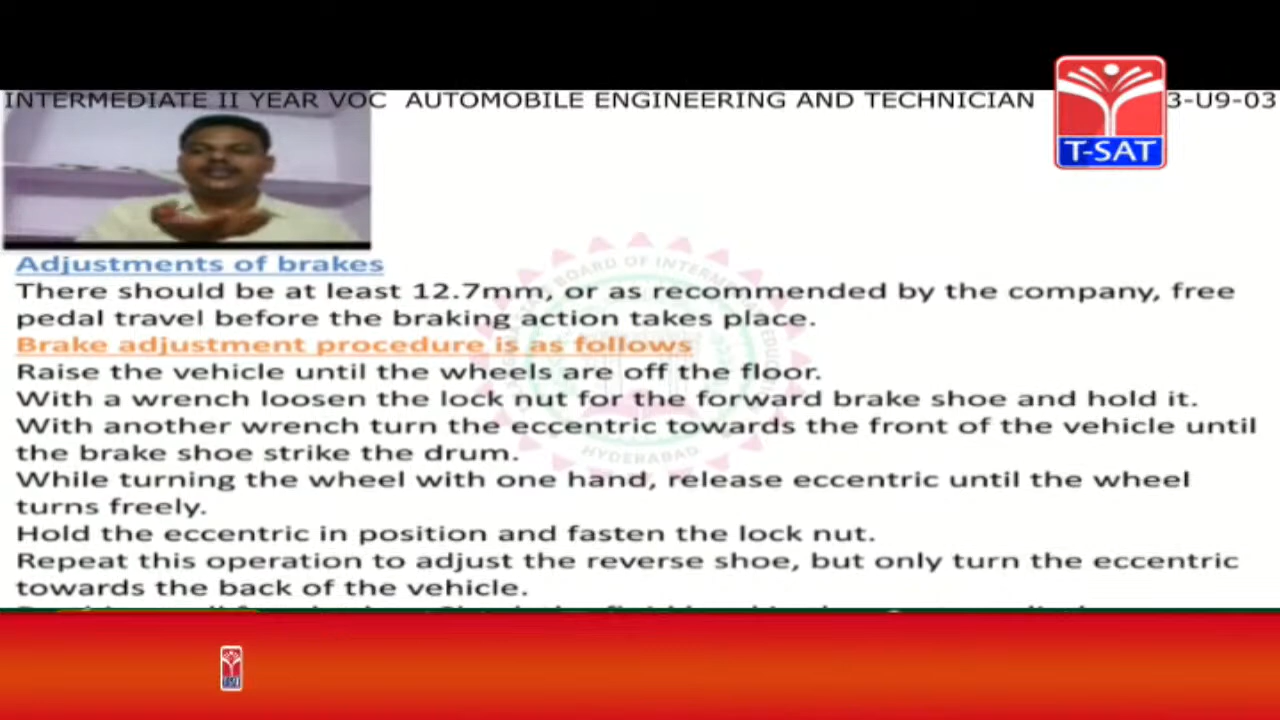 INTERMEDIATE II YEAR VOC AUTOMOBILE ENGINEERING AND TECHNICIAN 3-U9-03
T-SAT
Adjustments of brakes
There should be at least 12.7mm, or as recommended by the company, free
pedal travel before the braking action takes place.
Brake adjustment procedure is as follows
Raise the vehicle until the wheels are off the floor.
With a wrench loosen the lock nut for the forward brake shoe and hold it.
With another wrench turn the eccentric towards the front of the vehicle until
the brake shoe strike the drum.
While turning the wheel with one hand, release eccentric until the wheel
turns freely.
Hold the eccentric in position and fasten the lock nut.
Repeat this operation to adjust the reverse shoe, but only turn the eccentric
towards the back of the vehicle.
BOARD OF INTERMEDIATE
HYDERABAD